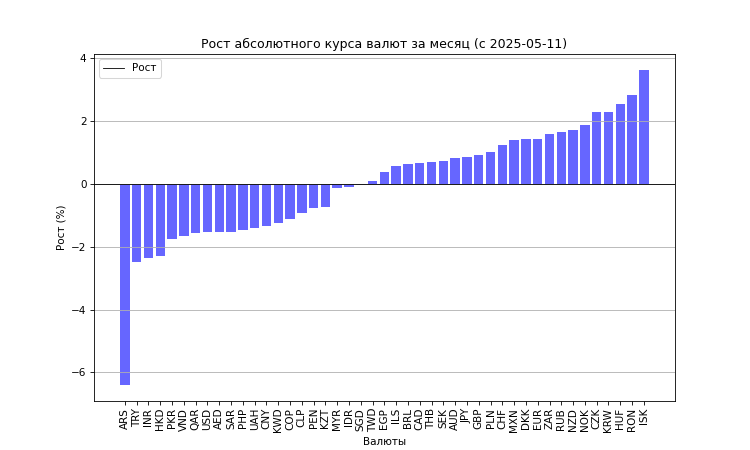 Рост абсолютного курса валют за месяц (с 2025-05-11)
Рост
4
2
0
−2
−4
−6
Рост (%)
ARS TRY INR HKD PKR VND QAR USD AED SAR PHP UAH CNY KWD COP CLP PEN KZT MYR IDR SGD TWD EGP ILS BRL CAD THB SEK AUD JPY GBP PLN CHF MXN DKK EUR ZAR RUB NZD NOK CZK KRW HUF RON ISK
Валюты